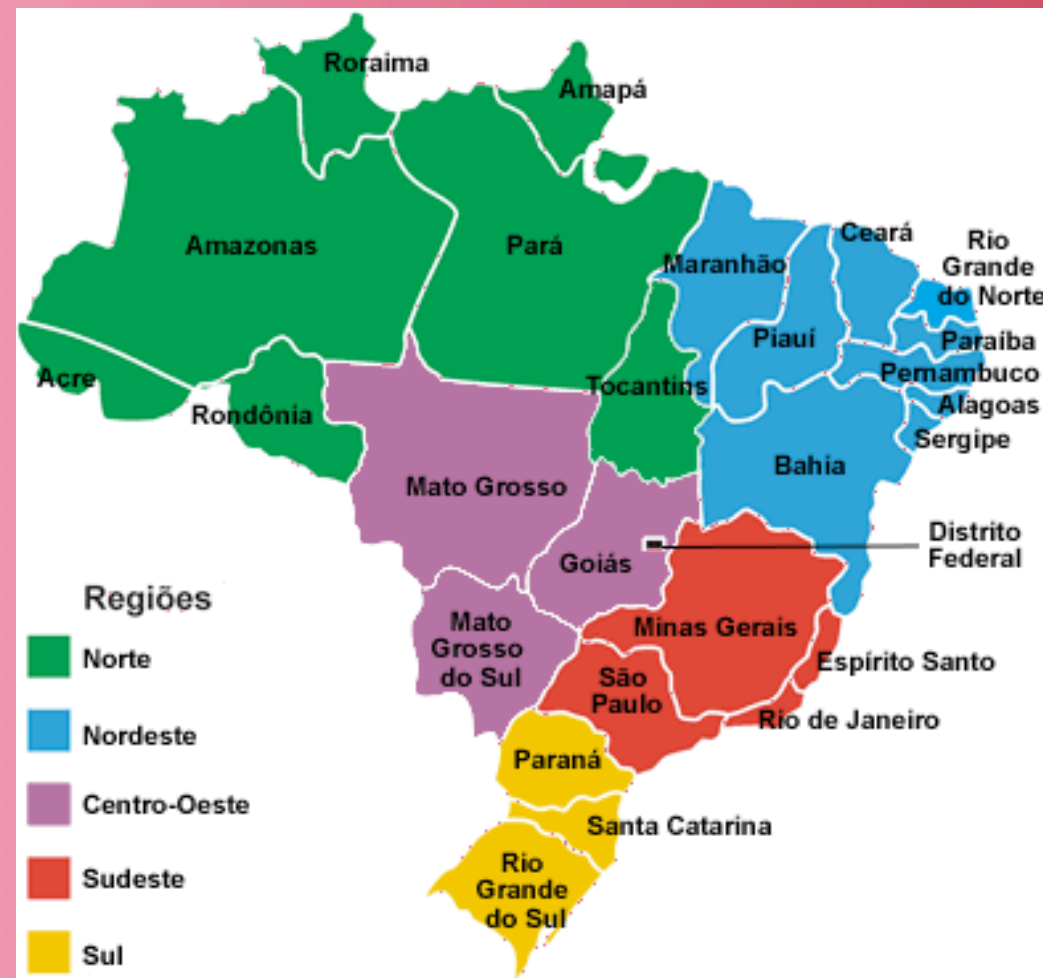 Roraima
Amapá
Amazonas
Pará
Maranhão
Ceará
Rio
Grande
do Norte
Piauí
Paraíba
Pernambuco
Alagoas
Sergipe
Acre
Rondônia
Tocantins
Bahia
Mato Grosso
Goiás
Distrito
Federal
Mato
Grosso
do Sul
Minas Gerais
Espírito Santo
São
Paulo
Rio de Janeiro
Paraná
Santa Catarina
Rio
Grande
do Sul
Regiões
Norte
Nordeste
Centro-Oeste
Sudeste
Sul